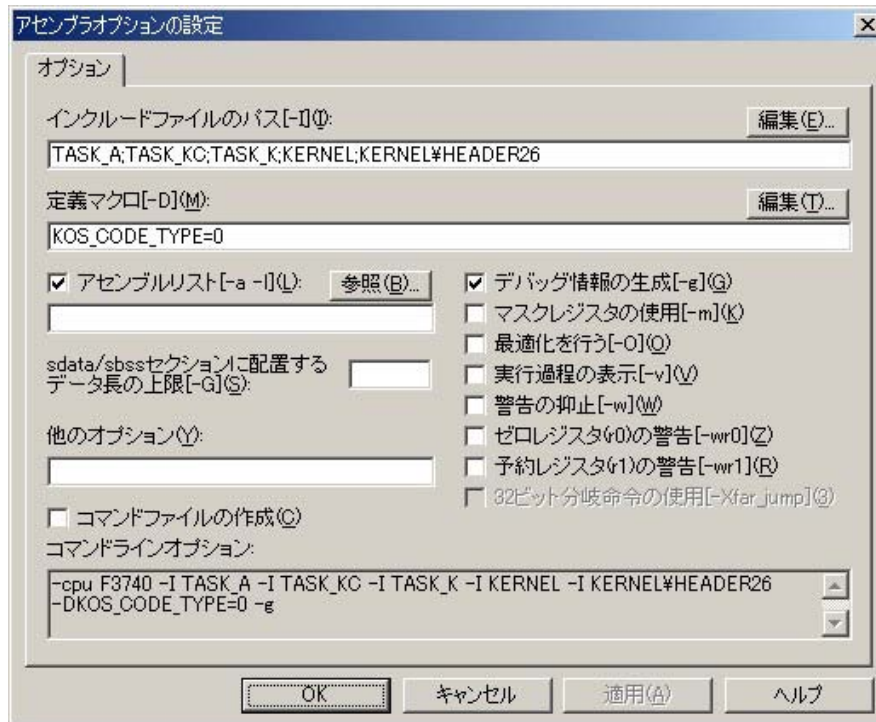 アセンブラオプションの設定
オプション
インクルードファイルのパス[-I](I):
編集(E)...
TASK_A;TASK_KC;TASK_K;KERNEL;KERNEL¥HEADER26
定義マクロ[-D](M):
編集(T)...
KOS_CODE_TYPE=0
アセンブルリスト[-a -l](L):
参照(B)...
sdata/sbssセクションに配置する
データ長の上限[-G](S):
他のオプション(Y):
コマンドファイルの作成(C)
デバッグ情報の生成[-g](G)
マスクレジスタの使用[-m](K)
最適化を行う[-O](O)
実行過程の表示[-v](V)
警告の抑止[-w](W)
ゼロレジスタ(r0)の警告[-wr0](Z)
予約レジスタ(r1)の警告[-wr1](R)
32ビット分岐命令の使用[-Xfar_jump](3)
コマンドラインオプション:
-cpu F3740 -I TASK_A -I TASK_KC -I TASK_K -I KERNEL -I KERNEL¥HEADER26
-DKOS_CODE_TYPE=0 -g
OK
キャンセル
適用(A)
ヘルプ